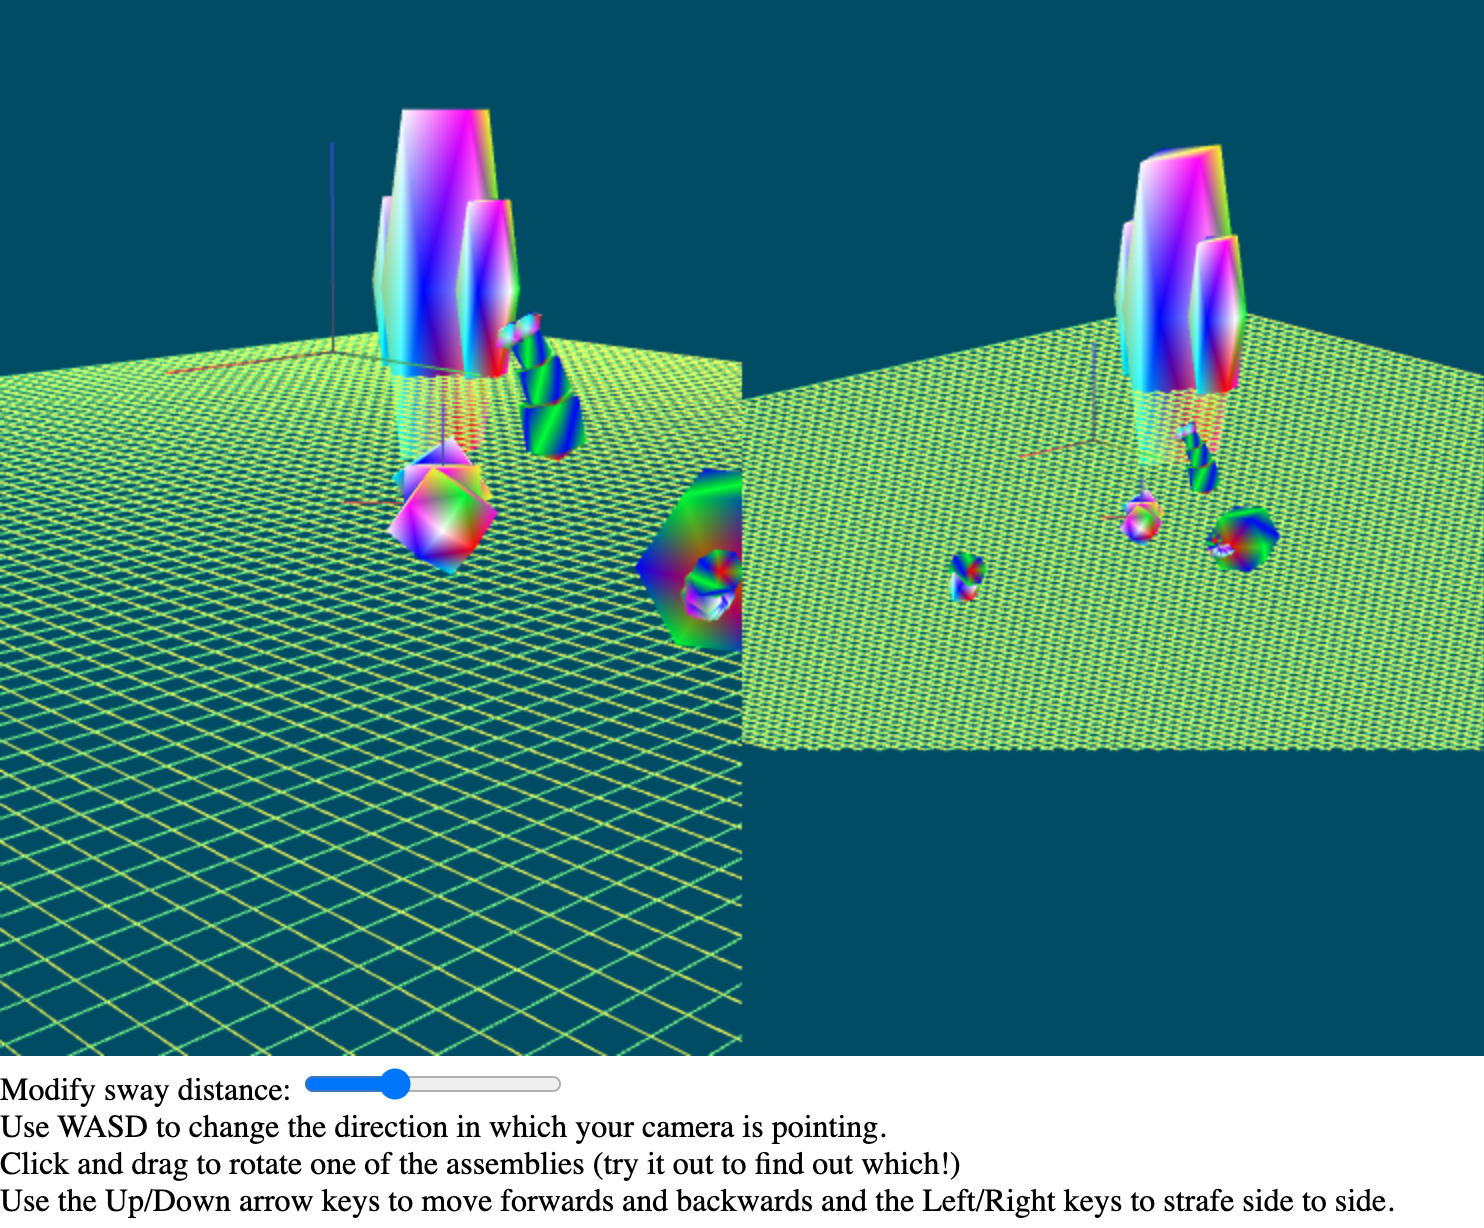 Modify sway distance:
Use WASD to change the direction in which your camera is pointing.
Click and drag to rotate one of the assemblies (try it out to find out which!)
Use the Up/Down arrow keys to move forwards and backwards and the Left/Right keys to strafe side to side.